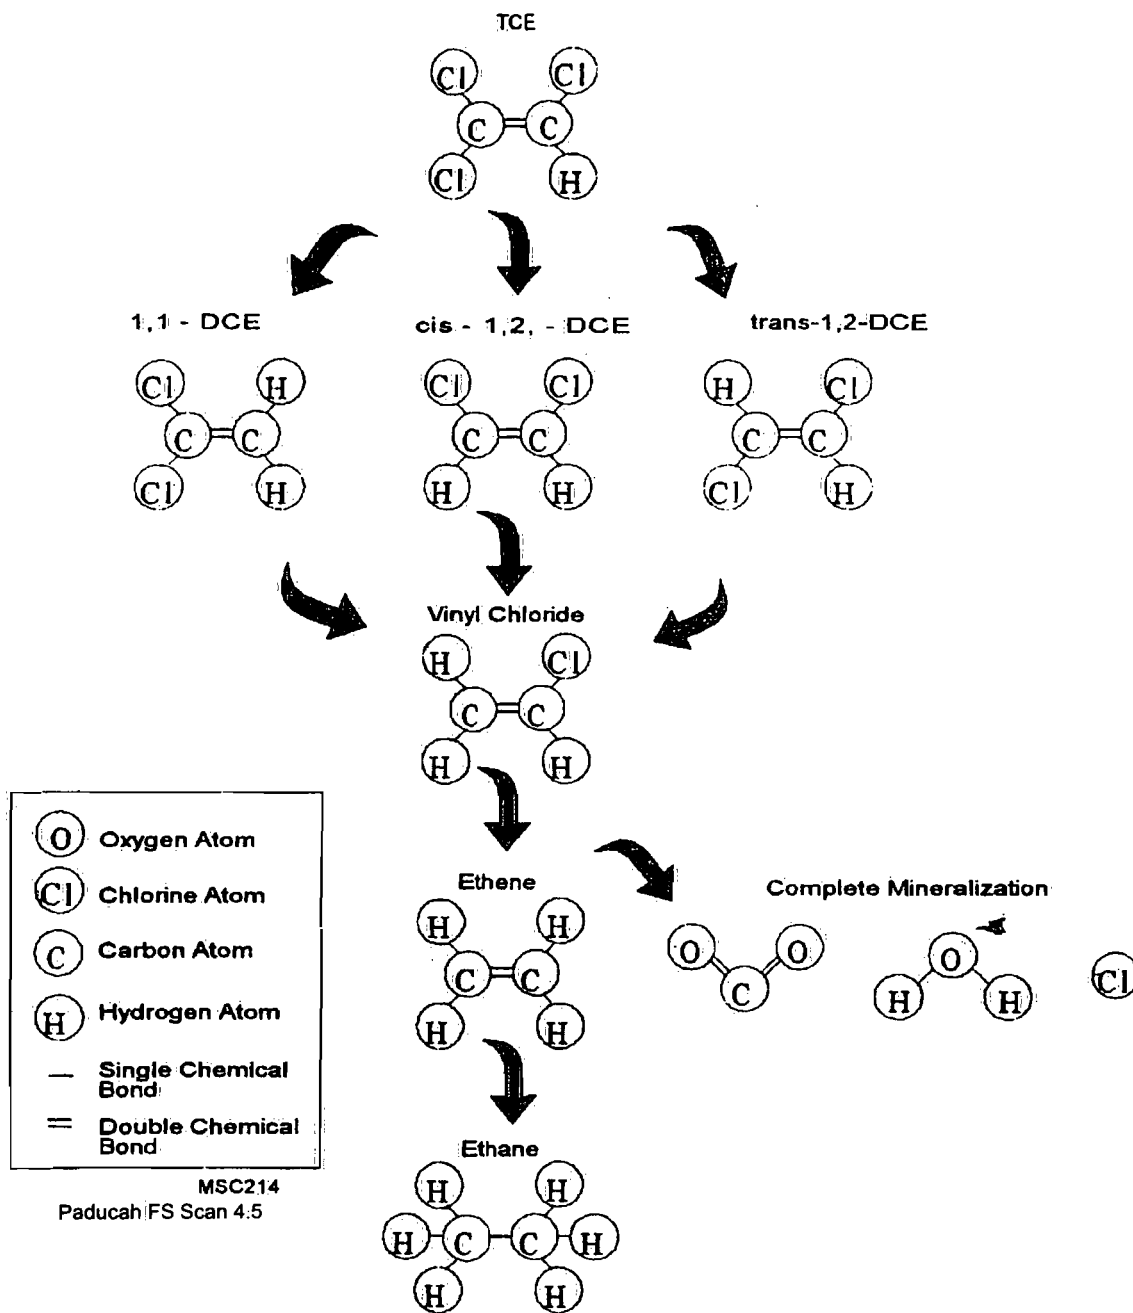 TCE
Cl Cl
C C
Cl H
1,1 - DCE cis - 1,2, - DCE trans-1,2-DCE
Cl H Cl Cl H Cl
C C C C C C
Cl H H H Cl H
Vinyl Chloride
H Cl
C C
H H
O Oxygen Atom
Cl Chlorine Atom
C Carbon Atom
H Hydrogen Atom
— Single Chemical
Bond
= Double Chemical
Bond
Ethene
H H
C C
H H
Complete Mineralization
O O O
C H H Cl
Ethane
H H
H C C H
H H
MSC214
Paducah FS Scan 4.5